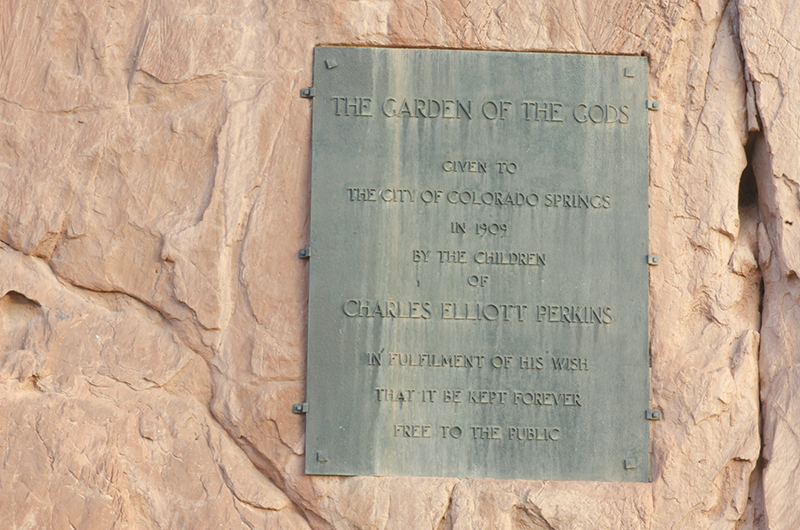 THE GARDEN OF THE GODS
GIVEN TO
THE CITY OF COLORADO SPRINGS
IN 1909
BY THE CHILDREN
OF
CHARLES ELLIOTT PERKINS
IN FULFILMENT OF HIS WISH
THAT IT BE KEPT FOREVER
FREE TO THE PUBLIC